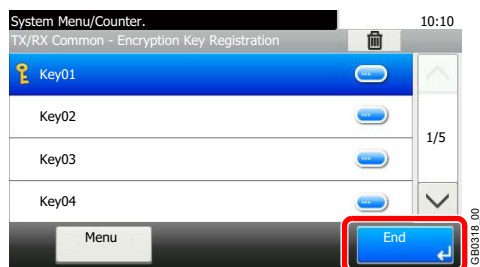 System Menu/Counter.
10:10
TX/RX Common - Encryption Key Registration
Key01
Key02
1/5
Key03
Key04
Menu
End
GB0318_00